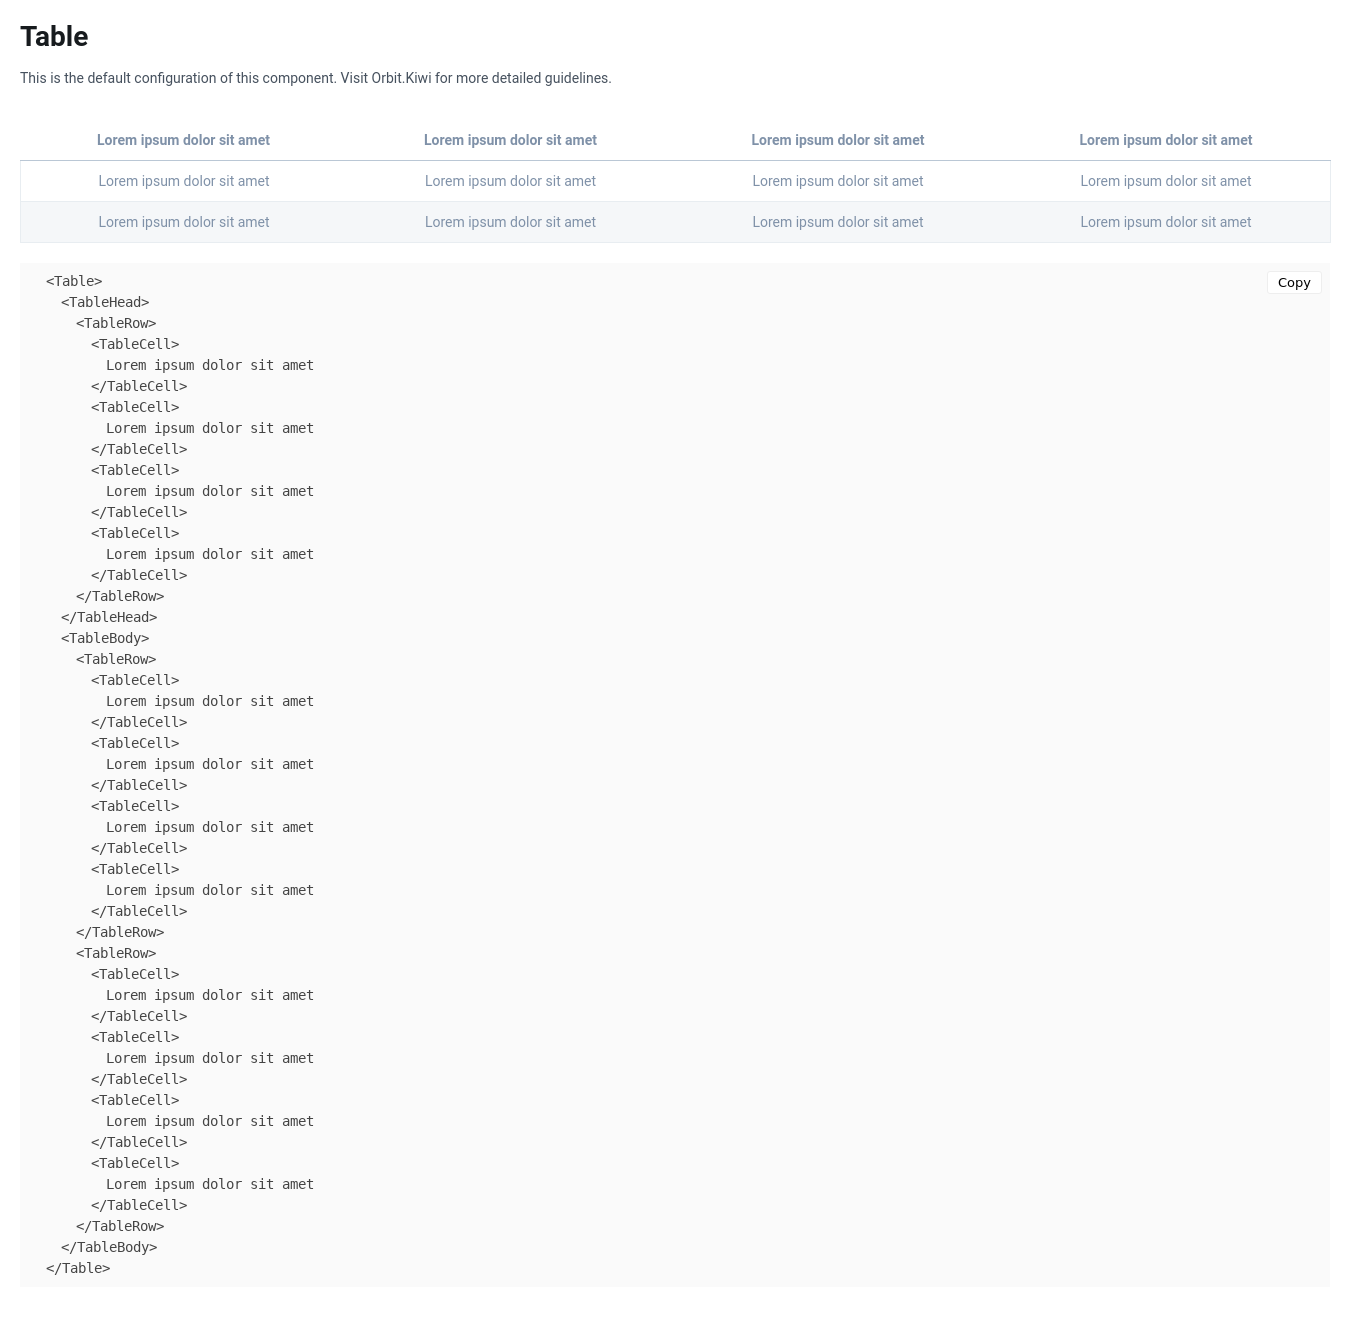 Table
This is the default configuration of this component. Visit Orbit.Kiwi for more detailed guidelines.
Lorem ipsum dolor sit amet Lorem ipsum dolor sit amet Lorem ipsum dolor sit amet Lorem ipsum dolor sit amet
Lorem ipsum dolor sit amet Lorem ipsum dolor sit amet Lorem ipsum dolor sit amet Lorem ipsum dolor sit amet
Lorem ipsum dolor sit amet Lorem ipsum dolor sit amet Lorem ipsum dolor sit amet Lorem ipsum dolor sit amet
Copy
<Table>
  <TableHead>
    <TableRow>
      <TableCell>
        Lorem ipsum dolor sit amet
      </TableCell>
      <TableCell>
        Lorem ipsum dolor sit amet
      </TableCell>
      <TableCell>
        Lorem ipsum dolor sit amet
      </TableCell>
      <TableCell>
        Lorem ipsum dolor sit amet
      </TableCell>
    </TableRow>
  </TableHead>
  <TableBody>
    <TableRow>
      <TableCell>
        Lorem ipsum dolor sit amet
      </TableCell>
      <TableCell>
        Lorem ipsum dolor sit amet
      </TableCell>
      <TableCell>
        Lorem ipsum dolor sit amet
      </TableCell>
      <TableCell>
        Lorem ipsum dolor sit amet
      </TableCell>
    </TableRow>
    <TableRow>
      <TableCell>
        Lorem ipsum dolor sit amet
      </TableCell>
      <TableCell>
        Lorem ipsum dolor sit amet
      </TableCell>
      <TableCell>
        Lorem ipsum dolor sit amet
      </TableCell>
      <TableCell>
        Lorem ipsum dolor sit amet
      </TableCell>
    </TableRow>
  </TableBody>
</Table>